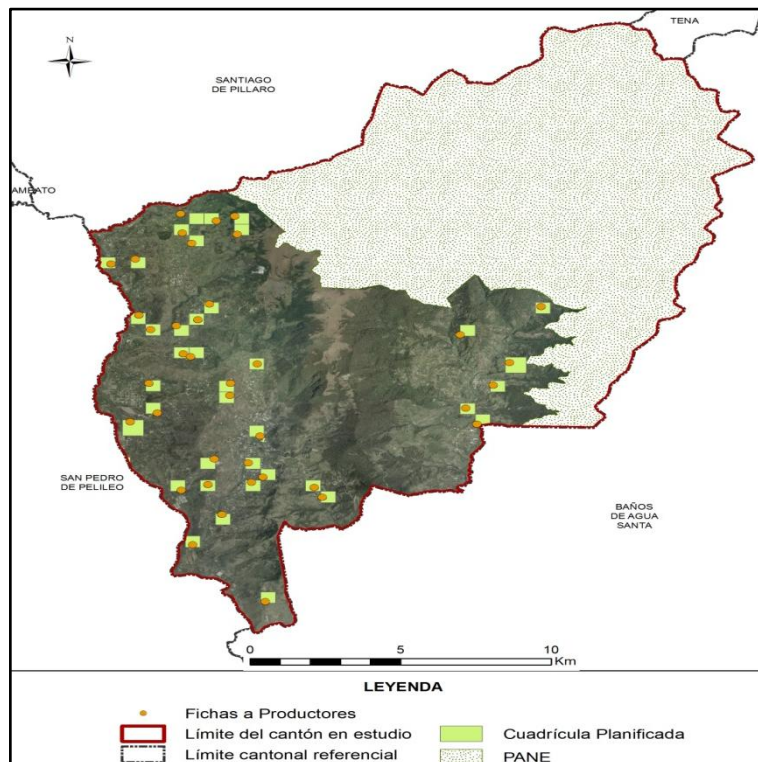 TENA
N
SANTIAGO
DE PILLARO
AMBATO
SAN PEDRO
DE PELILEO
BAÑOS
DE AGUA
SANTA
0 5 10
Km
LEYENDA
Fichas a Productores
Límite del cantón en estudio
Cuadrícula Planificada
Límite cantonal referencial
PANE